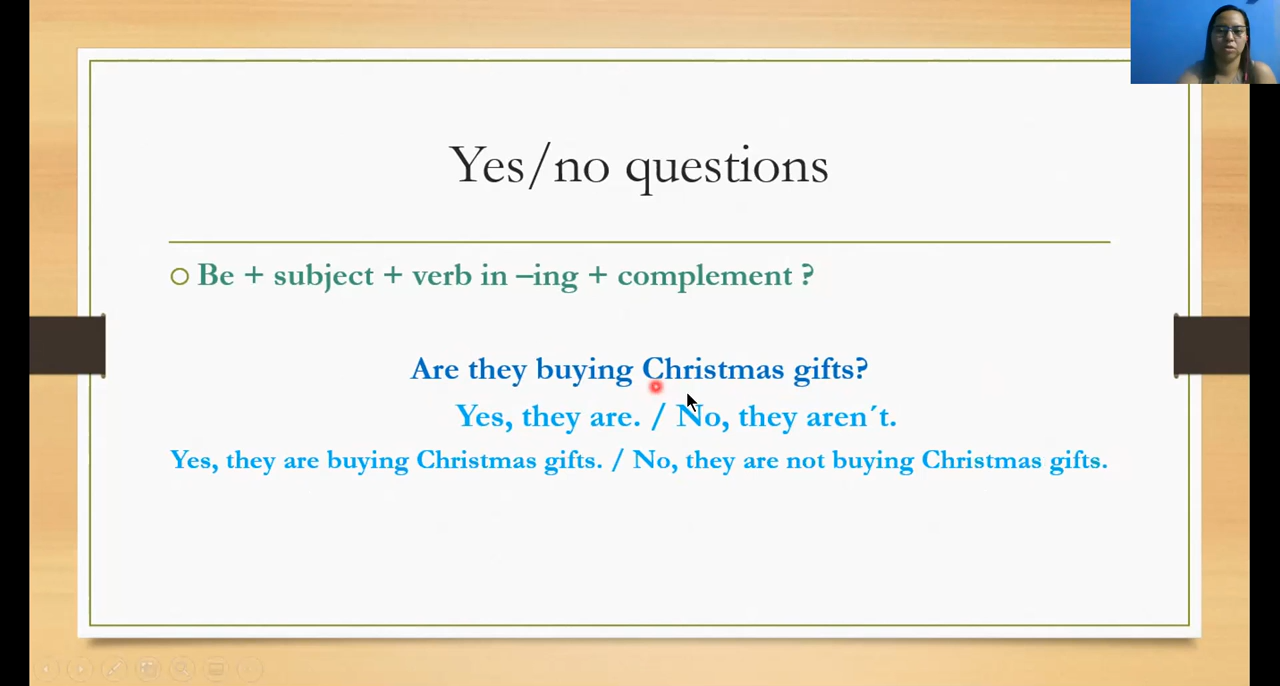 Yes/no questions
Be + subject + verb in –ing + complement ?
Are they buying Christmas gifts?
Yes, they are. / No, they aren´t.
Yes, they are buying Christmas gifts. / No, they are not buying Christmas gifts.